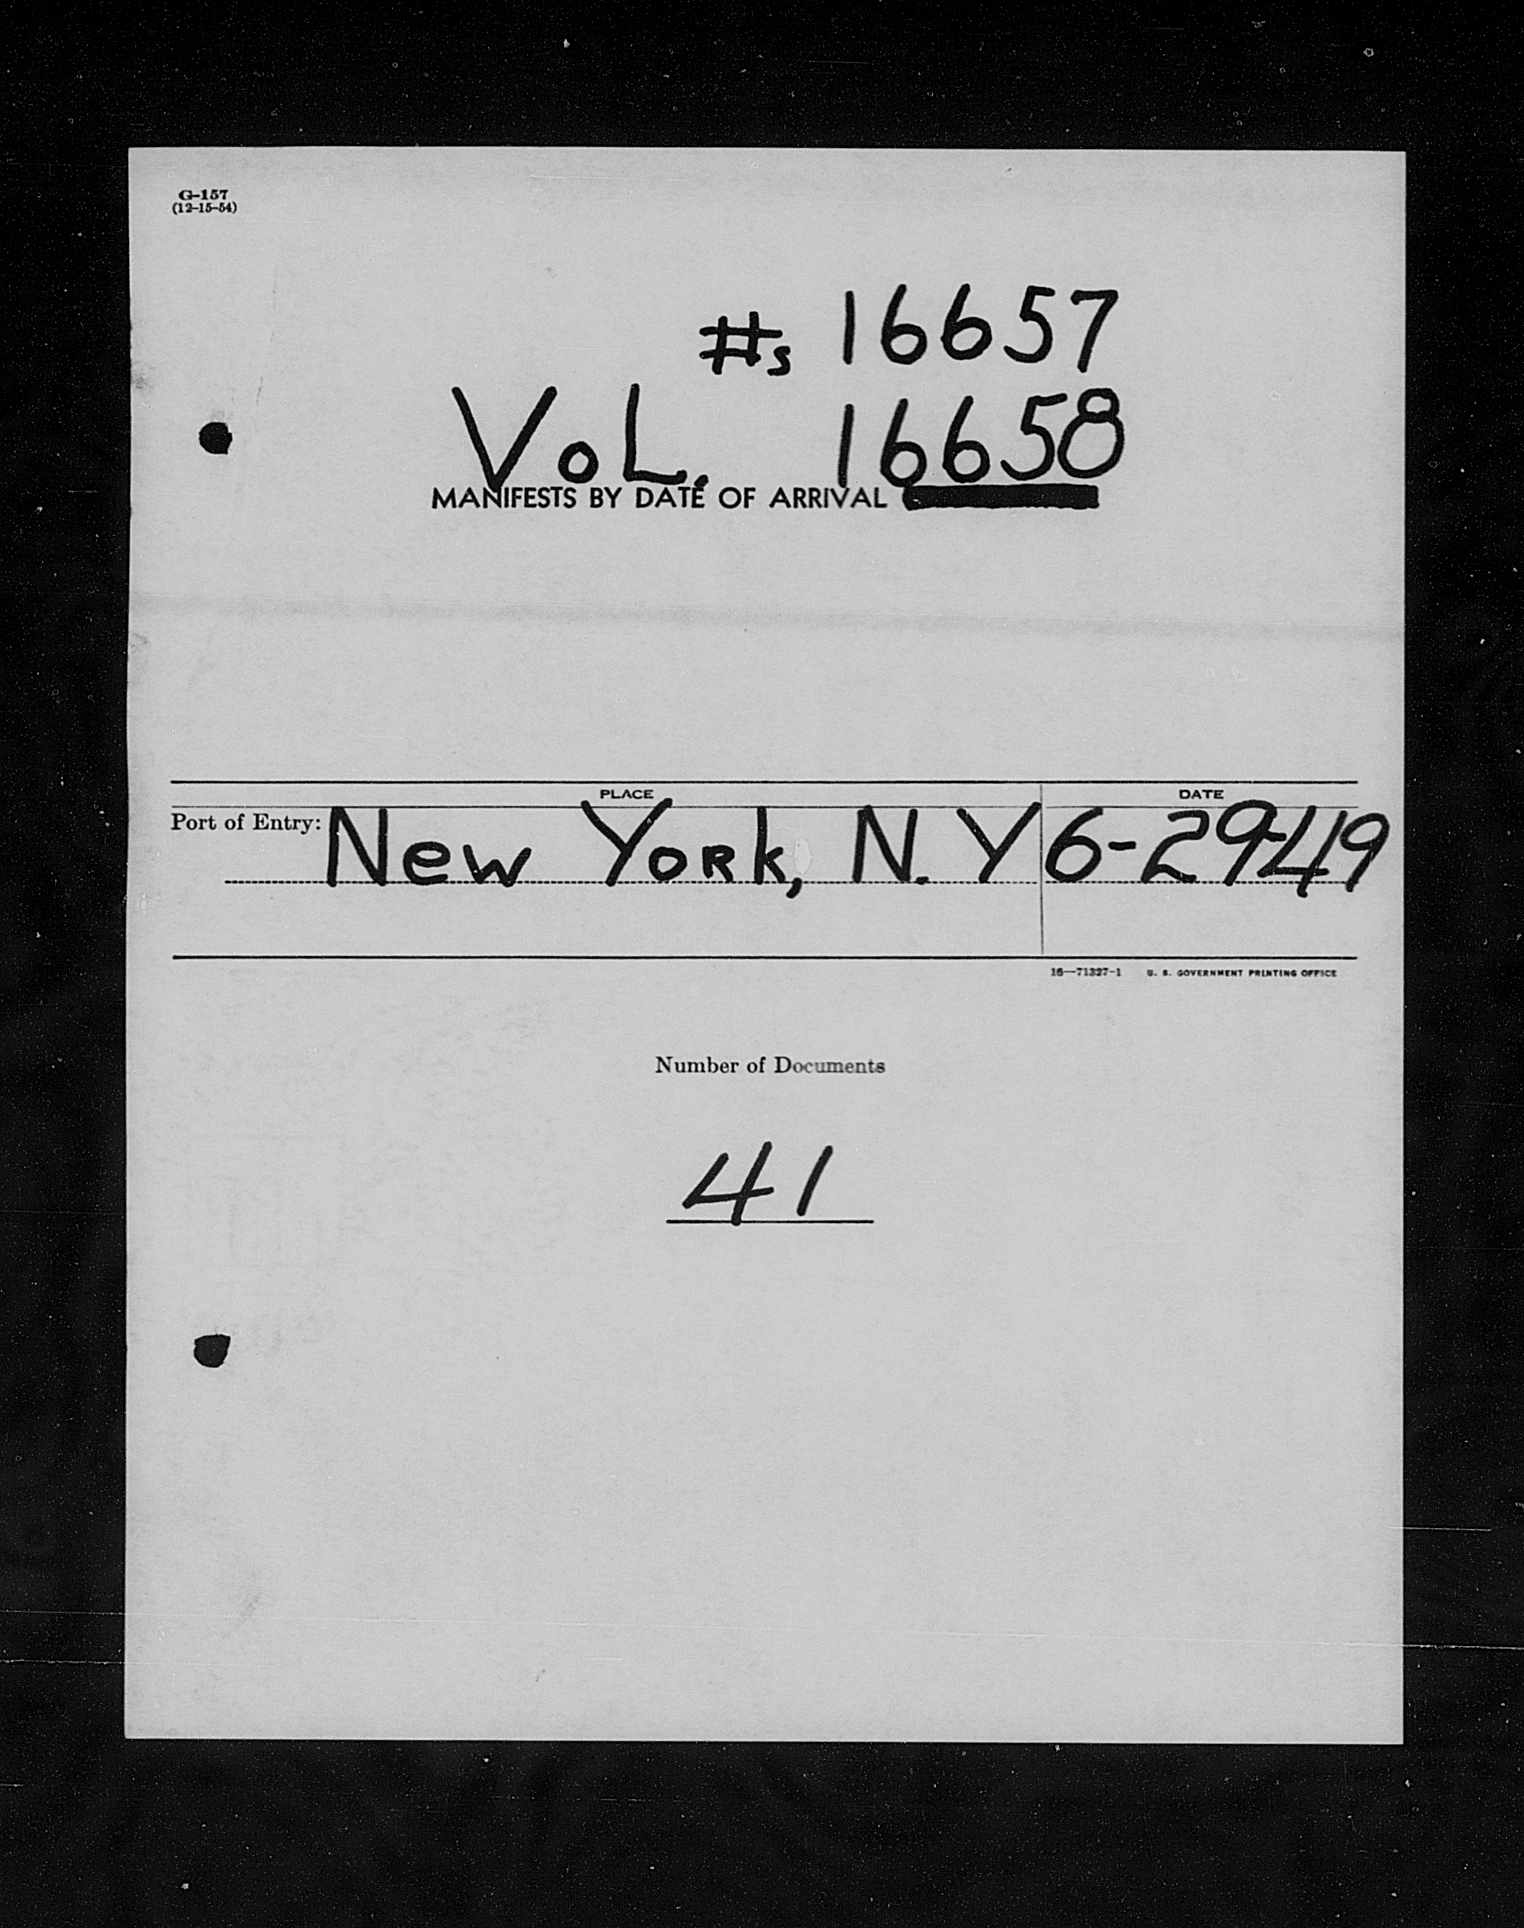 G-157
(12-15-54)
#s 16657
VoL. 16658
MANIFESTS BY DATE OF ARRIVAL
PLACE DATE
Port of Entry: New York, N. Y 6-29-49
16—71327-1 U. S. GOVERNMENT PRINTING OFFICE
Number of Documents
41